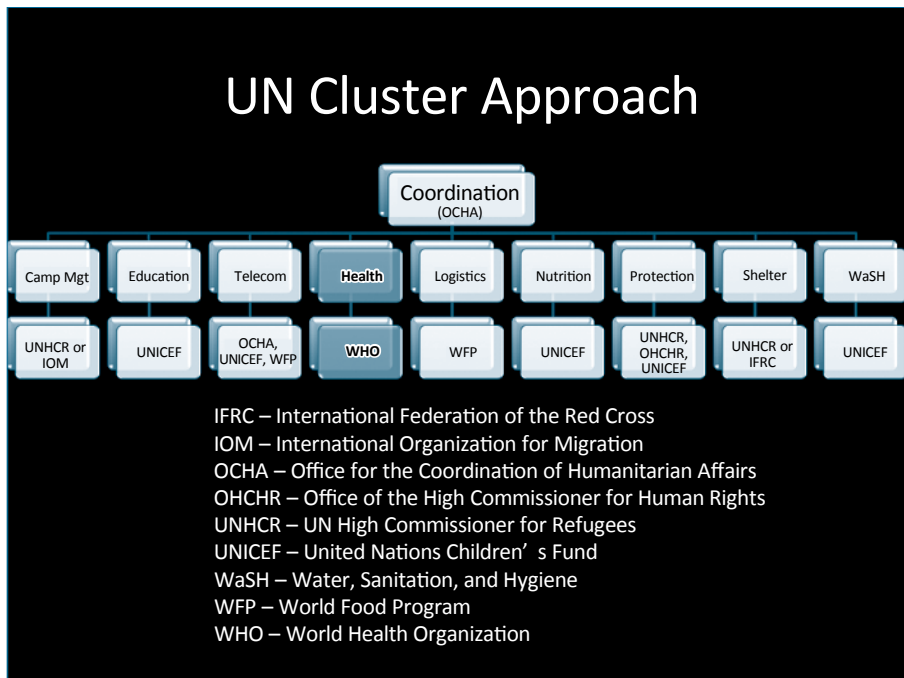 UN Cluster Approach
Coordination
(OCHA)
Camp Mgt
Education
Telecom
Health
Logistics
Nutrition
Protection
Shelter
WaSH
UNHCR or
IOM
UNICEF
OCHA,
UNICEF, WFP
WHO
WFP
UNICEF
UNHCR,
OHCHR,
UNICEF
UNHCR or
IFRC
UNICEF
IFRC – International Federation of the Red Cross
IOM – International Organization for Migration
OCHA – Office for the Coordination of Humanitarian Affairs
OHCHR – Office of the High Commissioner for Human Rights
UNHCR – UN High Commissioner for Refugees
UNICEF – United Nations Children’ s Fund
WaSH – Water, Sanitation, and Hygiene
WFP – World Food Program
WHO – World Health Organization